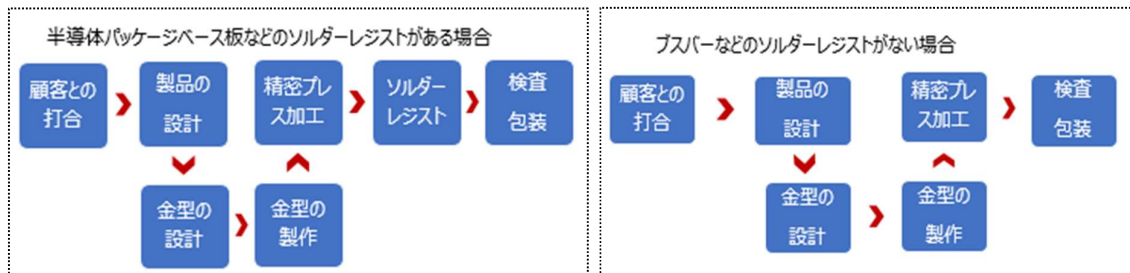 半導体パッケージベース板などのソルダーレジストがある場合
顧客との
打合
製品の
設計
金型の
設計
金型の
製作
精密プレ
ス加工
ソルダー
レジスト
検査
包装
ブスバーなどのソルダーレジストがない場合
顧客との
打合
製品の
設計
金型の
設計
金型の
製作
精密プレ
ス加工
検査
包装